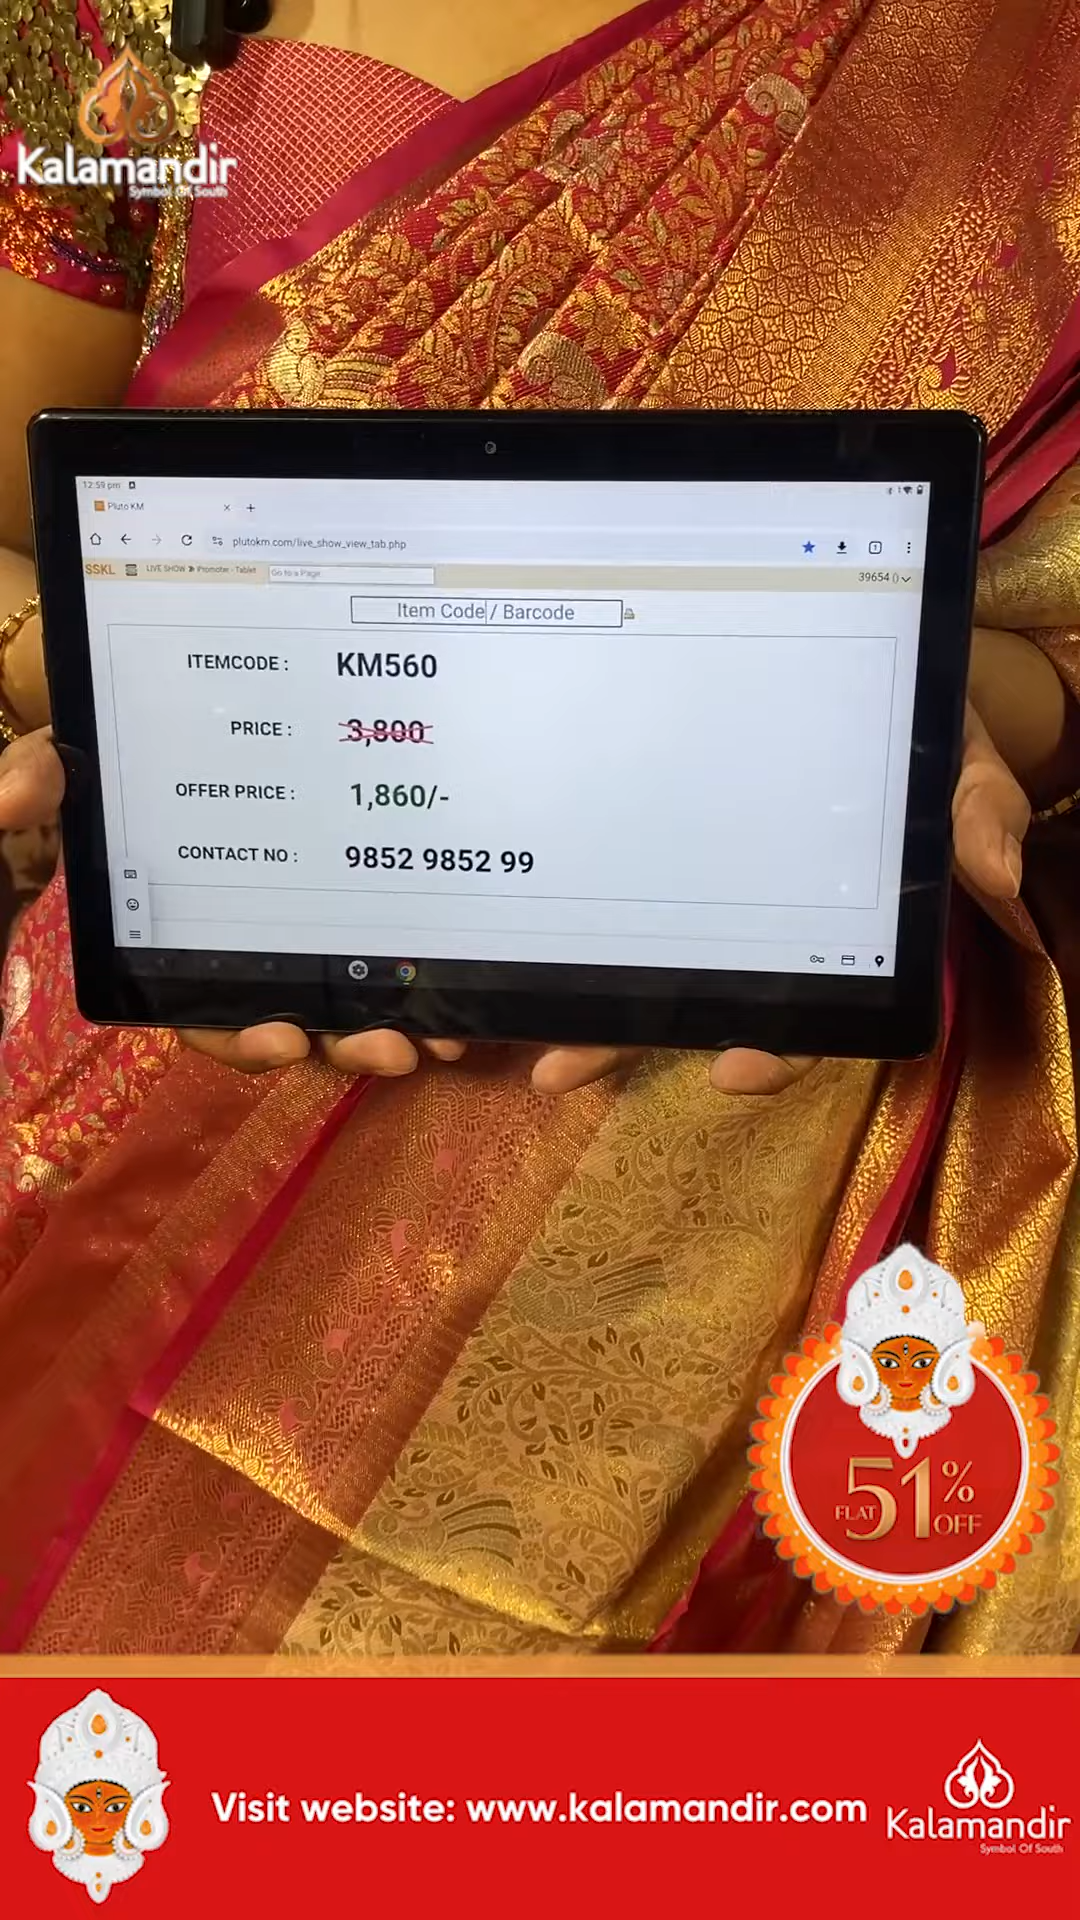 Kalamandir
Symbol Of South
12:59 pm
Pluto KM
plutokm.com/live_show_view_tab.php
SSKL
LIVE SHOW » Promoter - Tablet
Go to a Page
39654 ()
Item Code / Barcode
ITEMCODE : KM560
PRICE : 3,800
OFFER PRICE : 1,860/-
CONTACT NO : 9852 9852 99
FLAT 51% OFF
Visit website: www.kalamandir.com
Kalamandir
Symbol Of South